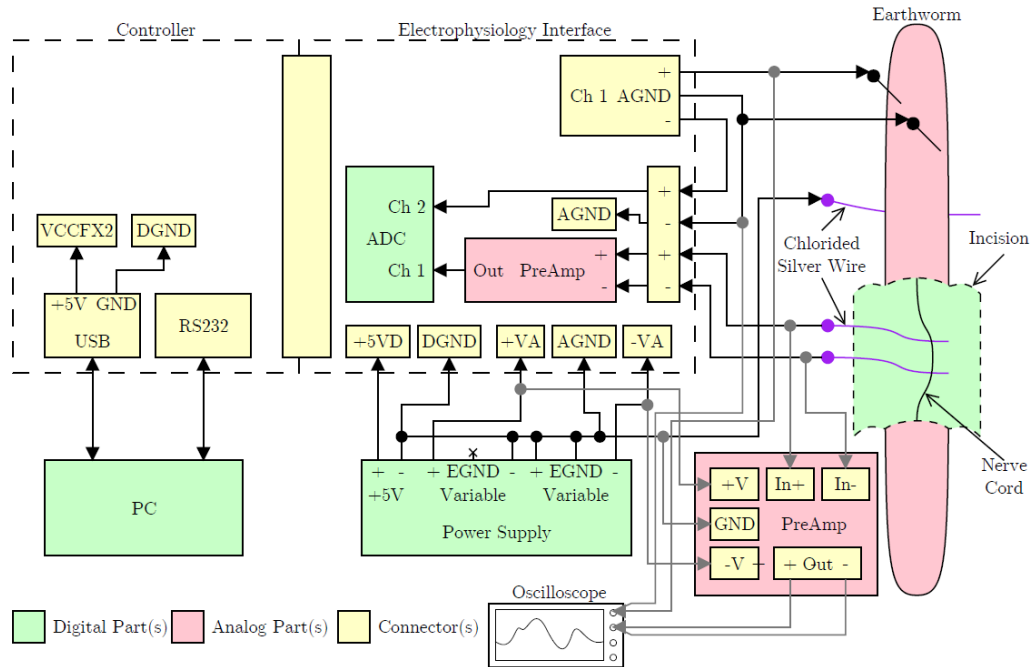 Controller
Electrophysiology Interface
Earthworm
+
Ch 1 AGND
-
Ch 2
ADC
Ch 1
AGND
+
-
+
-
Out PreAmp
+
-
VCCFX2
DGND
+5V GND
USB
RS232
+5VD
DGND
+VA
AGND
-VA
Chlorided
Silver Wire
Incision
Nerve
Cord
PC
+ - + EGND - + EGND -
+5V Variable Variable
Power Supply
+V
In+
In-
GND
PreAmp
-V
+ Out -
Oscilloscope
Digital Part(s)
Analog Part(s)
Connector(s)